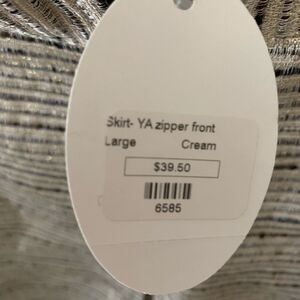 Skirt- YA zipper front
Large Cream
$39.50
6585